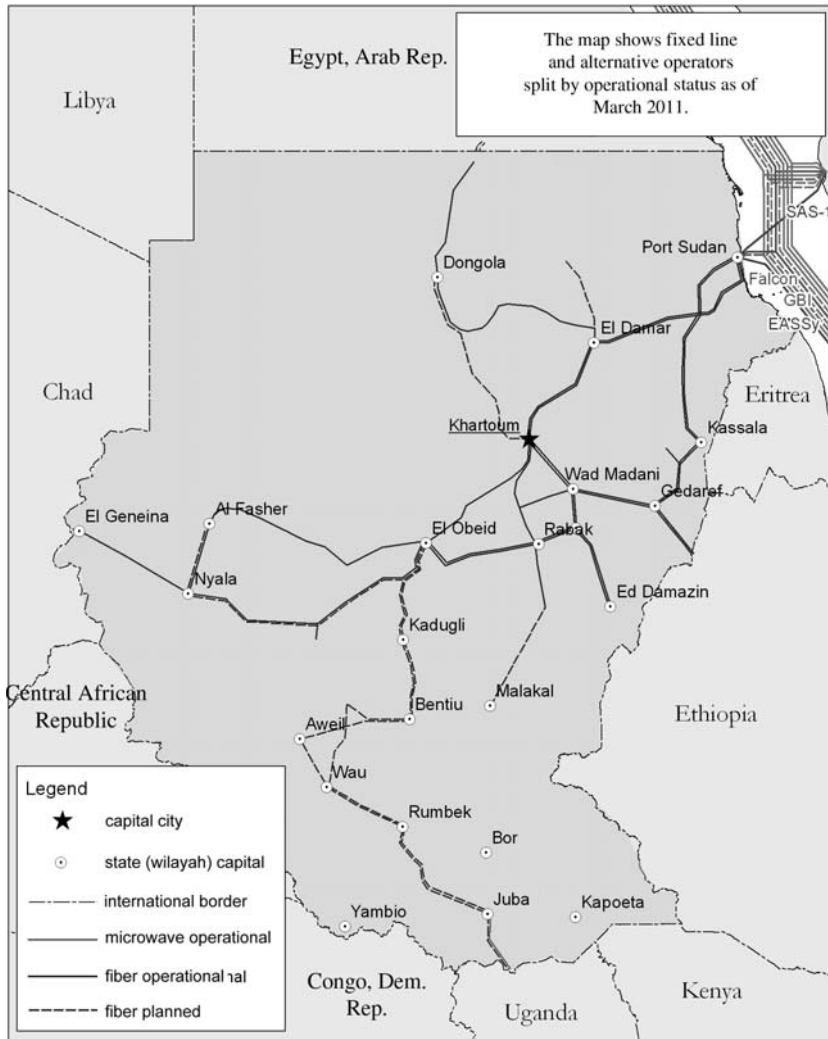 Egypt, Arab Rep.
The map shows fixed line
and alternative operators
split by operational status as of
March 2011.
Libya
SAS-1
Port Sudan
Dongola
Falcon
GBI
EASSy
El Damar
Chad
Eritrea
Khartoum
Kassala
Wad Madani
Gedaref
El Geneina
Al Fasher
El Obeid
Rabak
Nyala
Ed Damazin
Kadugli
Central African
Republic
Malakal
Bentiu
Ethiopia
Aweil
Wau
Legend
capital city
state (wilayah) capital
international border
microwave operational
fiber operational nal
fiber planned
Rumbek
Bor
Juba
Kapoeta
Yambio
Congo, Dem.
Rep.
Uganda
Kenya